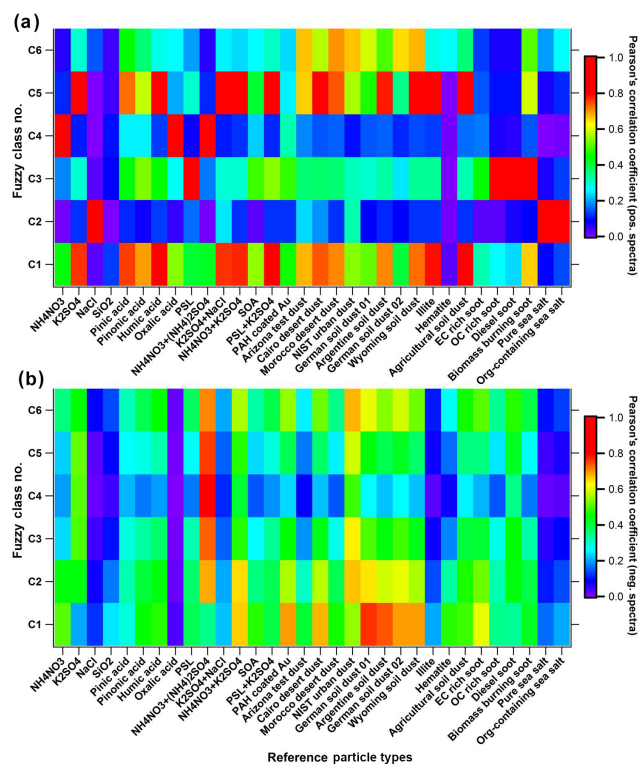 (a)
Fuzzy class no.
C6
C5
C4
C3
C2
C1
1.0
0.8
0.6
0.4
0.2
0.0
Pearson's correlation coefficient (pos. spectra)
NH4NO3
K2SO4
NaCl
SiO2
Pinic acid
Pinonic acid
Humic acid
Oxalic acid
PSL
NH4NO3+(NH4)2SO4
K2SO4+NaCl
NH4NO3+K2SO4
SOA
PSL+K2SO4
PAH coated Au
Arizona test dust
Cairo desert dust
Morocco desert dust
NIST urban dust
German soil dust 01
Argentine soil dust
German soil dust 02
Wyoming soil dust
Illite
Hematite
Agricultural soil dust
EC rich soot
OC rich soot
Diesel soot
Biomass burning soot
Pure sea salt
Org-containing sea salt
(b)
Fuzzy class no.
C6
C5
C4
C3
C2
C1
1.0
0.8
0.6
0.4
0.2
0.0
Pearson's correlation coefficient (neg. spectra)
NH4NO3
K2SO4
NaCl
SiO2
Pinic acid
Pinonic acid
Humic acid
Oxalic acid
PSL
NH4NO3+(NH4)2SO4
K2SO4+NaCl
NH4NO3+K2SO4
SOA
PSL+K2SO4
PAH coated Au
Arizona test dust
Cairo desert dust
Morocco desert dust
NIST urban dust
German soil dust 01
Argentine soil dust
German soil dust 02
Wyoming soil dust
Illite
Hematite
Agricultural soil dust
EC rich soot
OC rich soot
Diesel soot
Biomass burning soot
Pure sea salt
Org-containing sea salt
Reference particle types